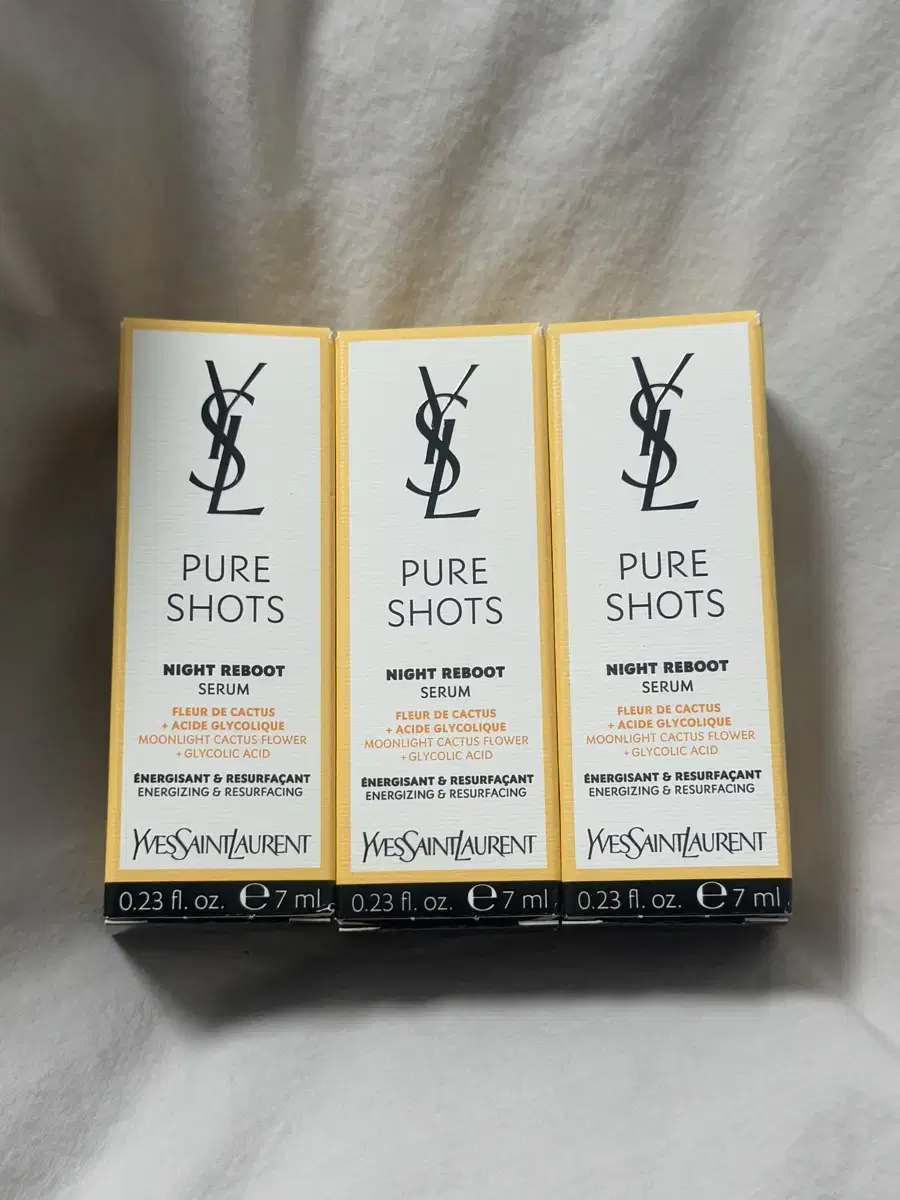 YSL
PURE
SHOTS
NIGHT REBOOT
SERUM
FLEUR DE CACTUS
+ ACIDE GLYCOLIQUE
MOONLIGHT CACTUS FLOWER
+ GLYCOLIC ACID
ÉNERGISANT & RESURFAÇANT
ENERGIZING & RESURFACING
YVESSAINTLAURENT
0.23 fl. oz. ℮ 7 ml
YSL
PURE
SHOTS
NIGHT REBOOT
SERUM
FLEUR DE CACTUS
+ ACIDE GLYCOLIQUE
MOONLIGHT CACTUS FLOWER
+ GLYCOLIC ACID
ÉNERGISANT & RESURFAÇANT
ENERGIZING & RESURFACING
YVESSAINTLAURENT
0.23 fl. oz. ℮ 7 ml
YSL
PURE
SHOTS
NIGHT REBOOT
SERUM
FLEUR DE CACTUS
+ ACIDE GLYCOLIQUE
MOONLIGHT CACTUS FLOWER
+ GLYCOLIC ACID
ÉNERGISANT & RESURFAÇANT
ENERGIZING & RESURFACING
YVESSAINTLAURENT
0.23 fl. oz. ℮ 7 ml